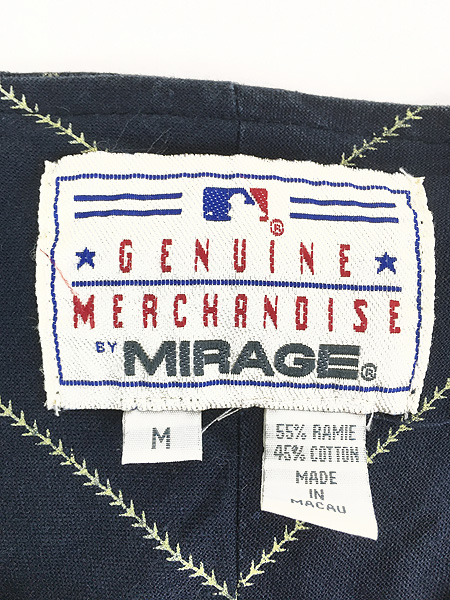 GENUINE
MERCHANDISE
BY MIRAGE®
M
55% RAMIE
45% COTTON
MADE
IN
MACAU